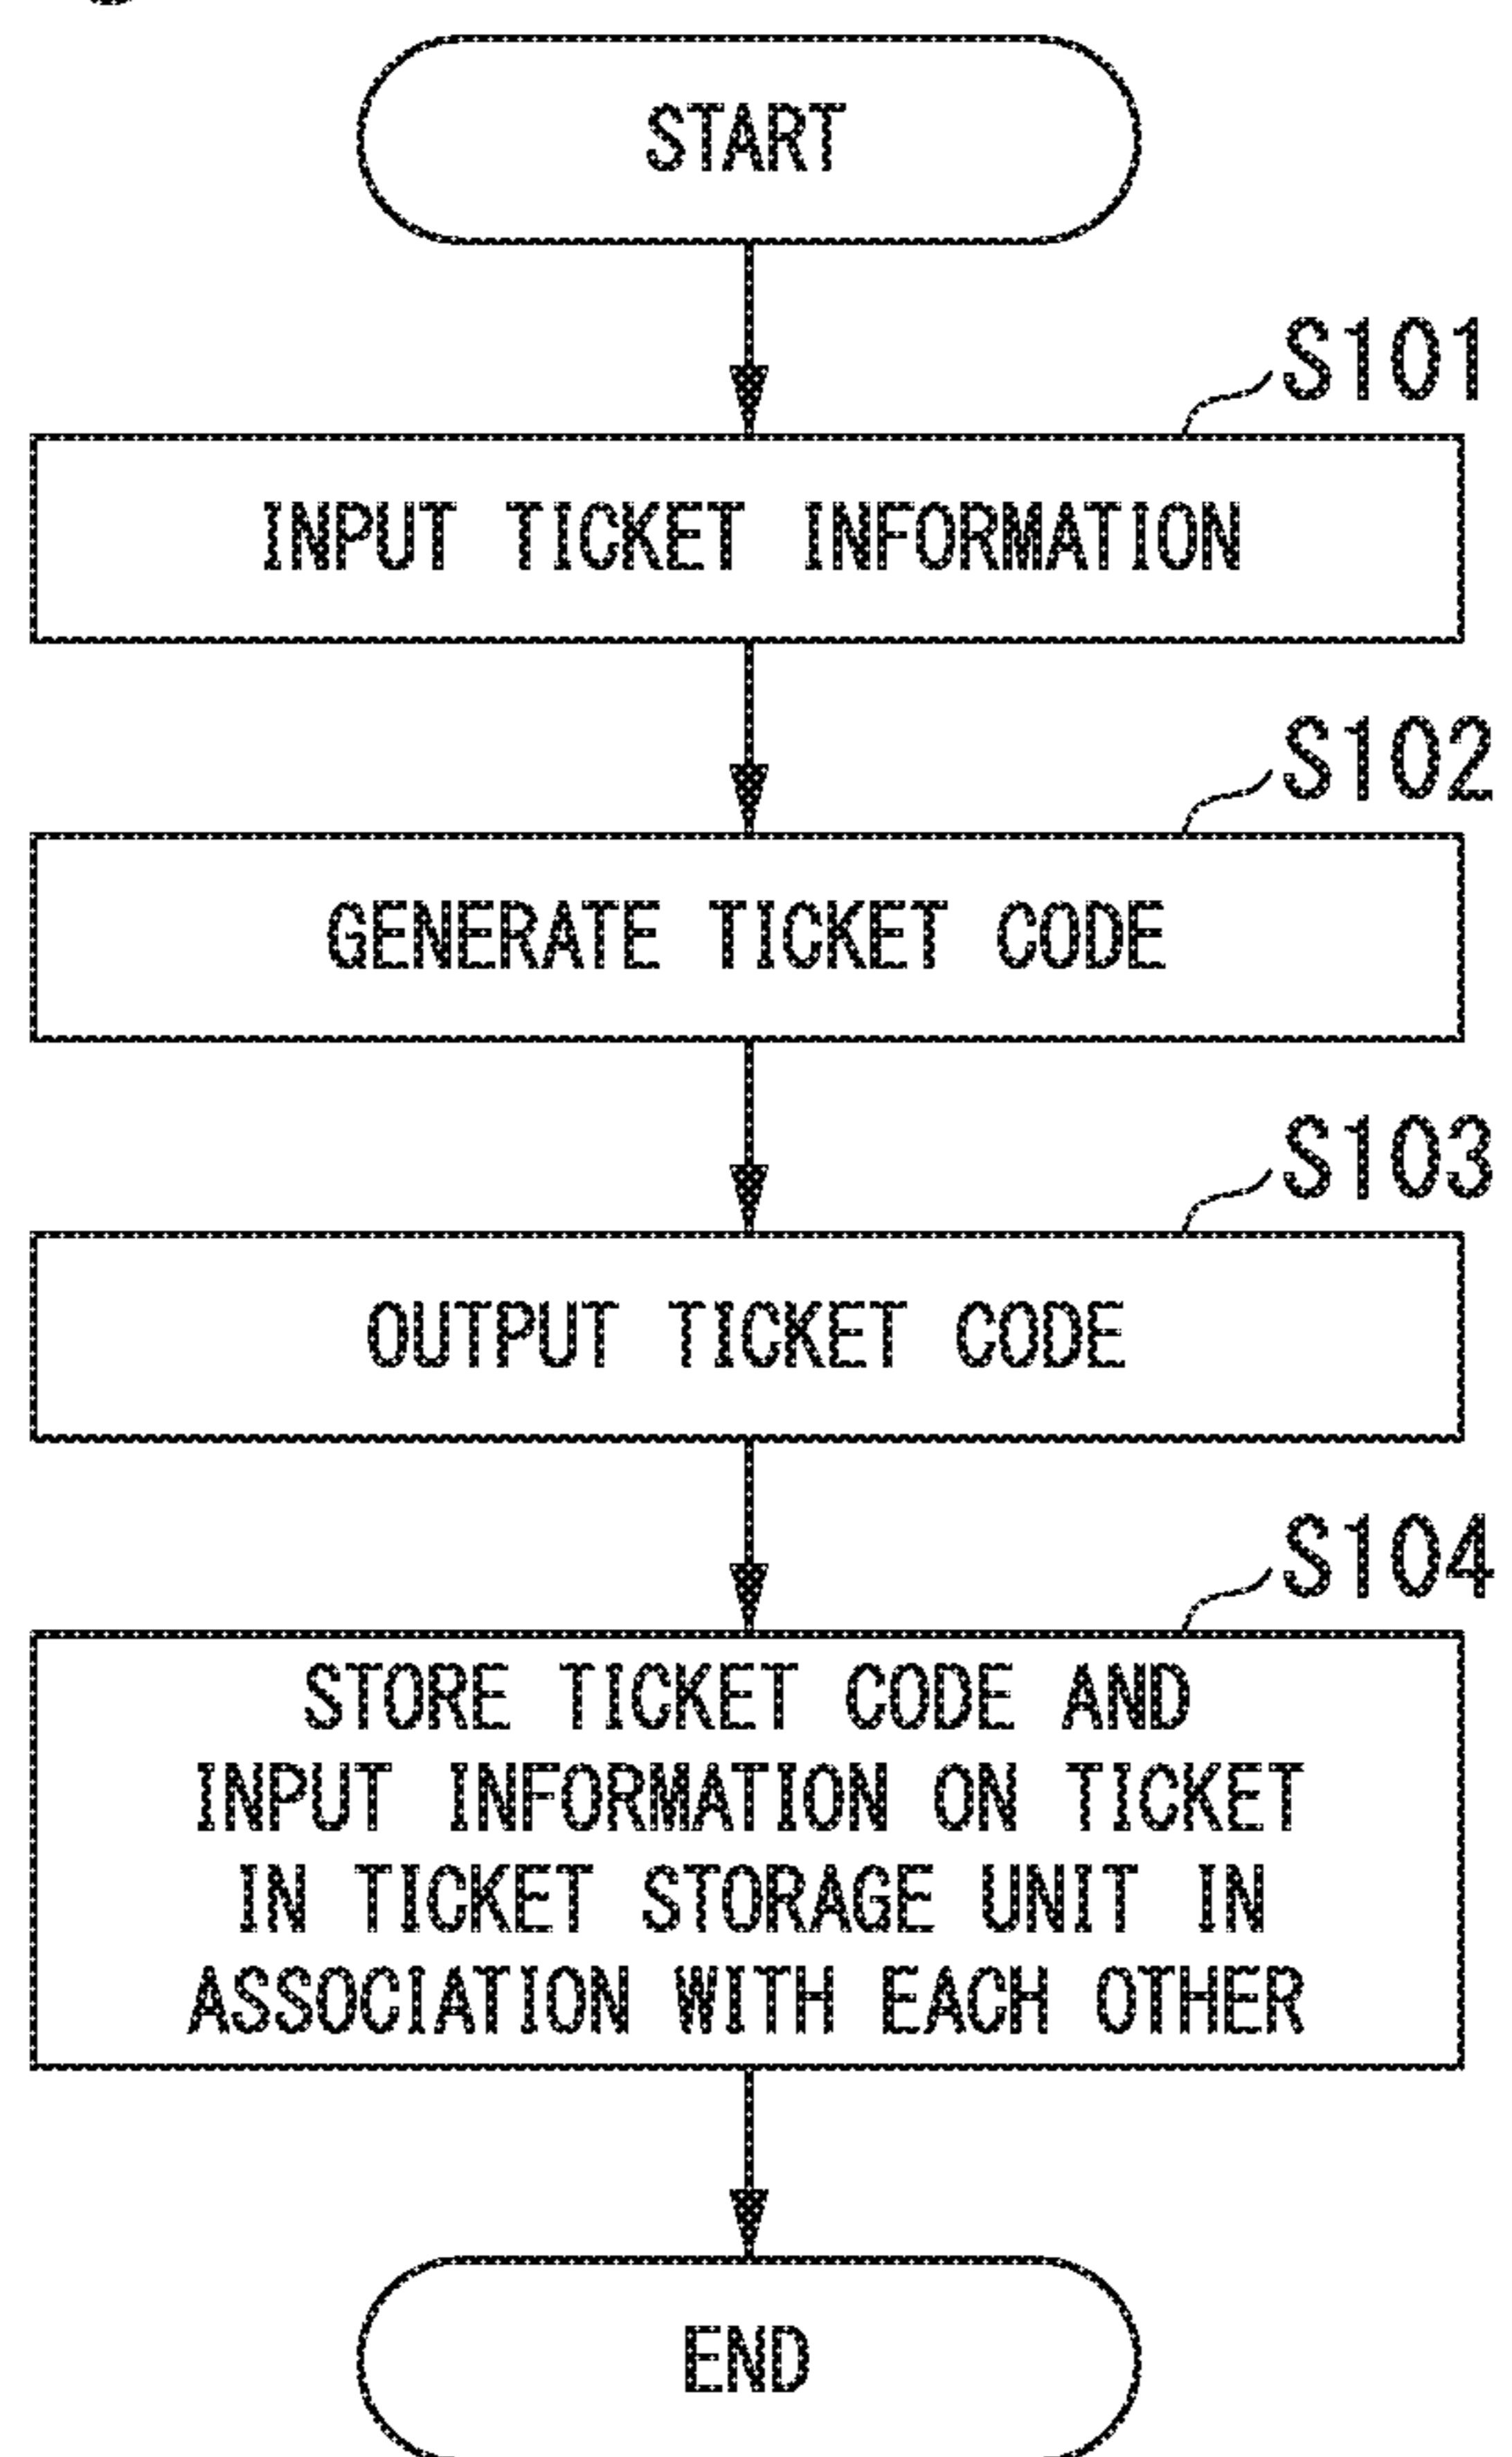 START
S101
INPUT TICKET INFORMATION
S102
GENERATE TICKET CODE
S103
OUTPUT TICKET CODE
S104
STORE TICKET CODE AND
INPUT INFORMATION ON TICKET
IN TICKET STORAGE UNIT IN
ASSOCIATION WITH EACH OTHER
END